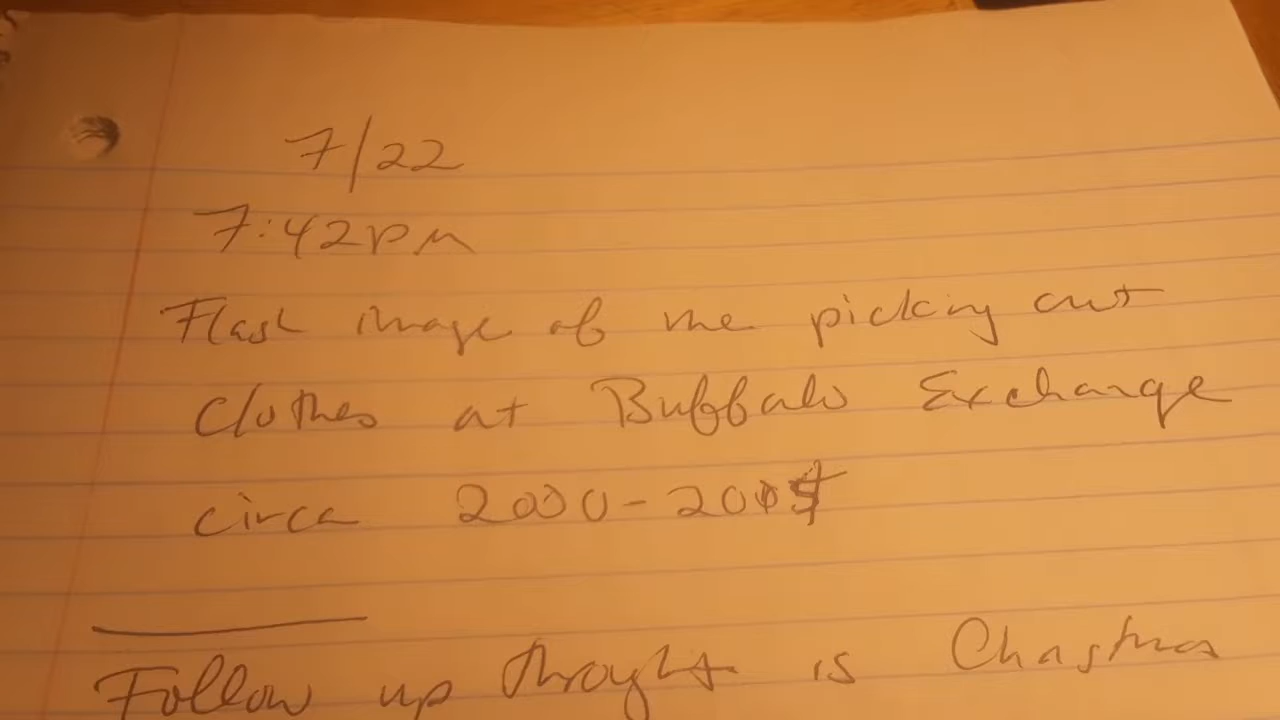 7/22
7:42pm
Flash image of me picking out
clothes at Buffalo Exchange
circa 2000-
Follow up thought is